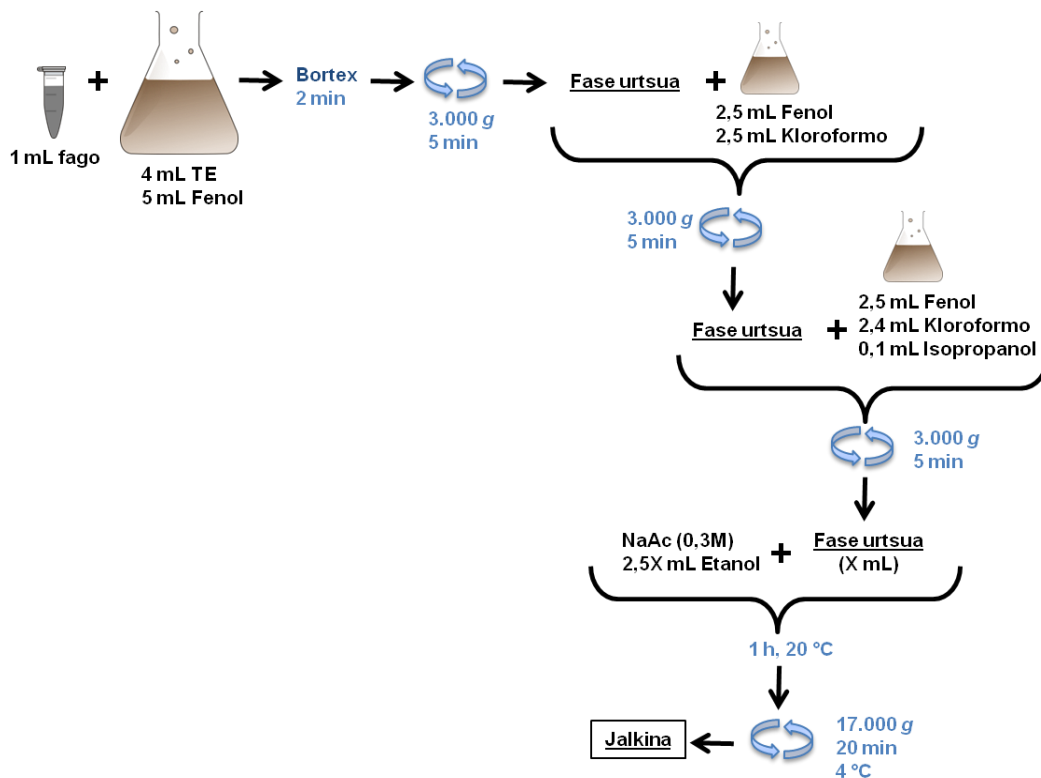 1 mL fago
4 mL TE
5 mL Fenol
Bortex
2 min
3.000 g
5 min
Fase urtsua
2,5 mL Fenol
2,5 mL Kloroformo
3.000 g
5 min
Fase urtsua
2,5 mL Fenol
2,4 mL Kloroformo
0,1 mL Isopropanol
3.000 g
5 min
NaAc (0,3M)
2,5X mL Etanol
Fase urtsua
(X mL)
1 h, 20 °C
17.000 g
20 min
4 °C
Jalkina